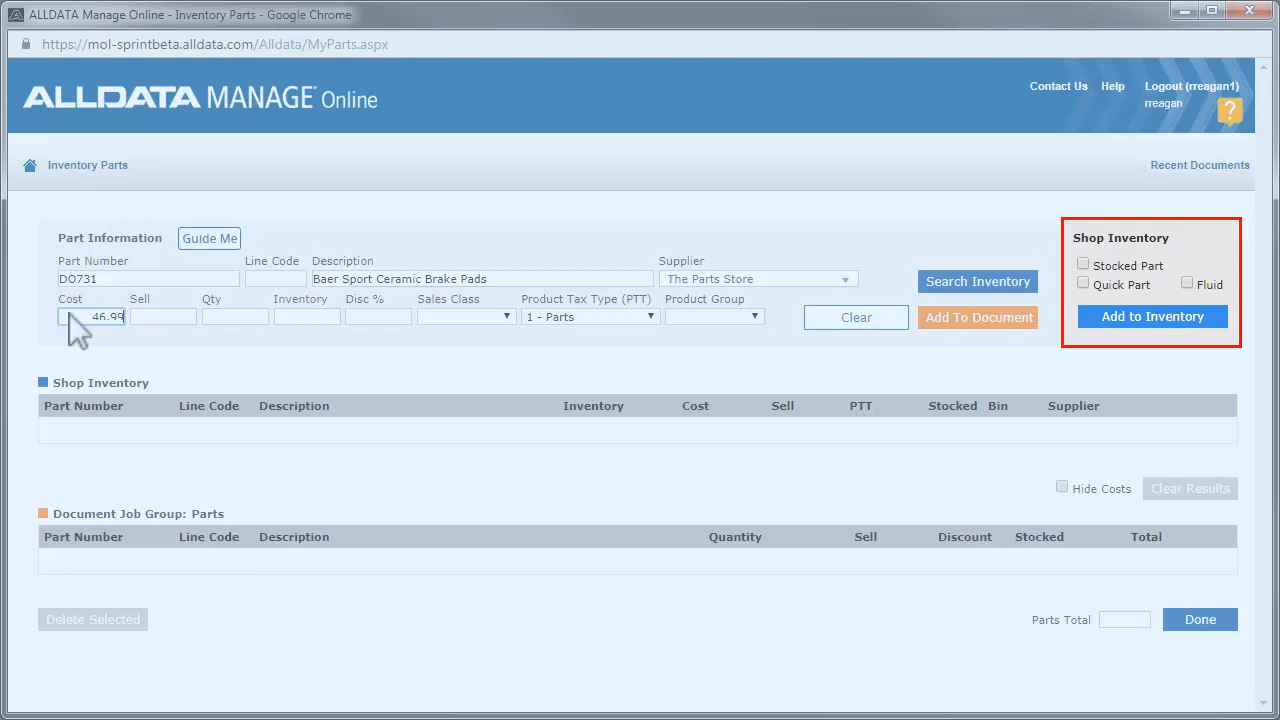 ALLDATA Manage Online - Inventory Parts - Google Chrome
https://mol-sprintbeta.alldata.com/Alldata/MyParts.aspx
ALLDATA MANAGE® Online
Contact Us Help Logout (rreagan1)
rreagan
?
Inventory Parts Recent Documents
Part Information Guide Me Shop Inventory
Part Number Line Code Description Supplier
Stocked Part
DO731 Baer Sport Ceramic Brake Pads The Parts Store Search Inventory
Quick Part Fluid
Cost Sell Qty Inventory Disc % Sales Class Product Tax Type (PTT) Product Group
46.99 1 - Parts Clear Add To Document Add to Inventory
Shop Inventory
Part Number Line Code Description Inventory Cost Sell PTT Stocked Bin Supplier
Hide Costs Clear Results
Document Job Group: Parts
Part Number Line Code Description Quantity Sell Discount Stocked Total
Delete Selected Parts Total Done